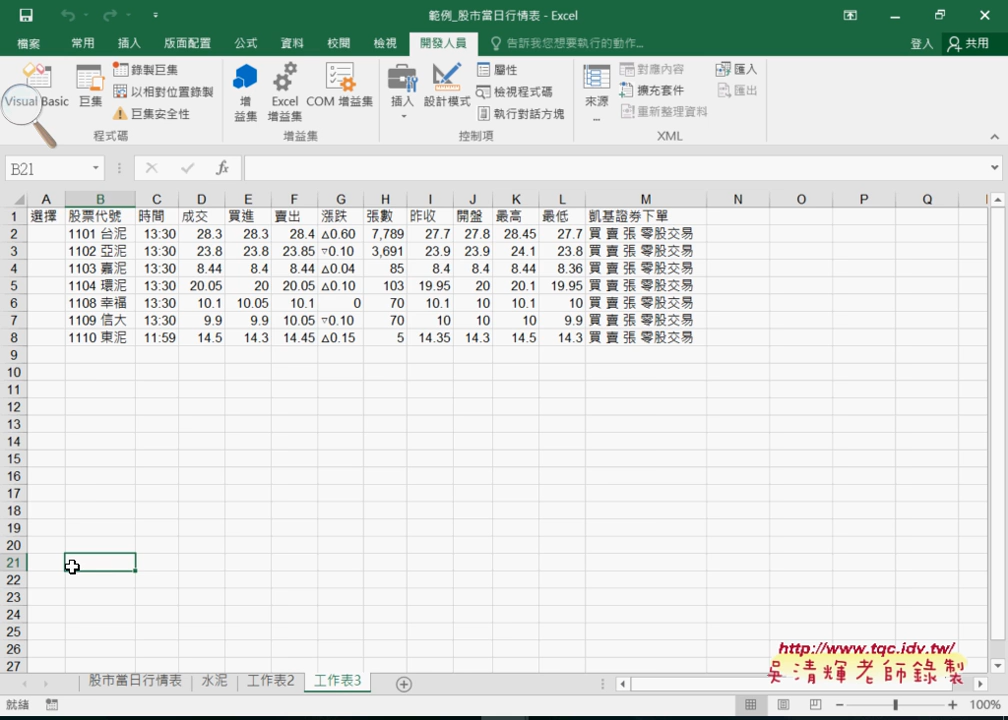 範例_股市當日行情表 - Excel
檔案 常用 插入 版面配置 公式 資料 校閱 檢視 開發人員 告訴我您想要執行的動作... 登入 共用
Visual Basic 巨集 錄製巨集 以相對位置錄製 巨集安全性 程式碼
增益集 Excel 增益集 COM 增益集 增益集
插入 設計模式 屬性 檢視程式碼 執行對話方塊 控制項
來源 對應內容 擴充套件 重新整理資料 匯入 匯出 XML
B21 fx
A B C D E F G H I J K L M N O P Q
1 選擇 股票代號 時間 成交 買進 賣出 漲跌 張數 昨收 開盤 最高 最低 凱基證券下單
2 1101 台泥 13:30 28.3 28.3 28.4 △0.60 7,789 27.7 27.8 28.45 27.7 買 賣 張 零股交易
3 1102 亞泥 13:30 23.8 23.8 23.85 ▽0.10 3,691 23.9 23.9 24.1 23.8 買 賣 張 零股交易
4 1103 嘉泥 13:30 8.44 8.4 8.44 △0.04 85 8.4 8.4 8.44 8.36 買 賣 張 零股交易
5 1104 環泥 13:30 20.05 20 20.05 △0.10 103 19.95 20 20.1 19.95 買 賣 張 零股交易
6 1108 幸福 13:30 10.1 10.05 10.1 0 70 10.1 10 10.1 10 買 賣 張 零股交易
7 1109 信大 13:30 9.9 9.9 10.05 ▽0.10 70 10 10 10 9.9 買 賣 張 零股交易
8 1110 東泥 11:59 14.5 14.3 14.45 △0.15 5 14.35 14.3 14.5 14.3 買 賣 張 零股交易
9
10
11
12
13
14
15
16
17
18
19
20
21
22
23
24
25
26
27
http://www.tqc.idv.tw/
吳清輝老師錄製
股市當日行情表 水泥 工作表2 工作表3
就緒 100%